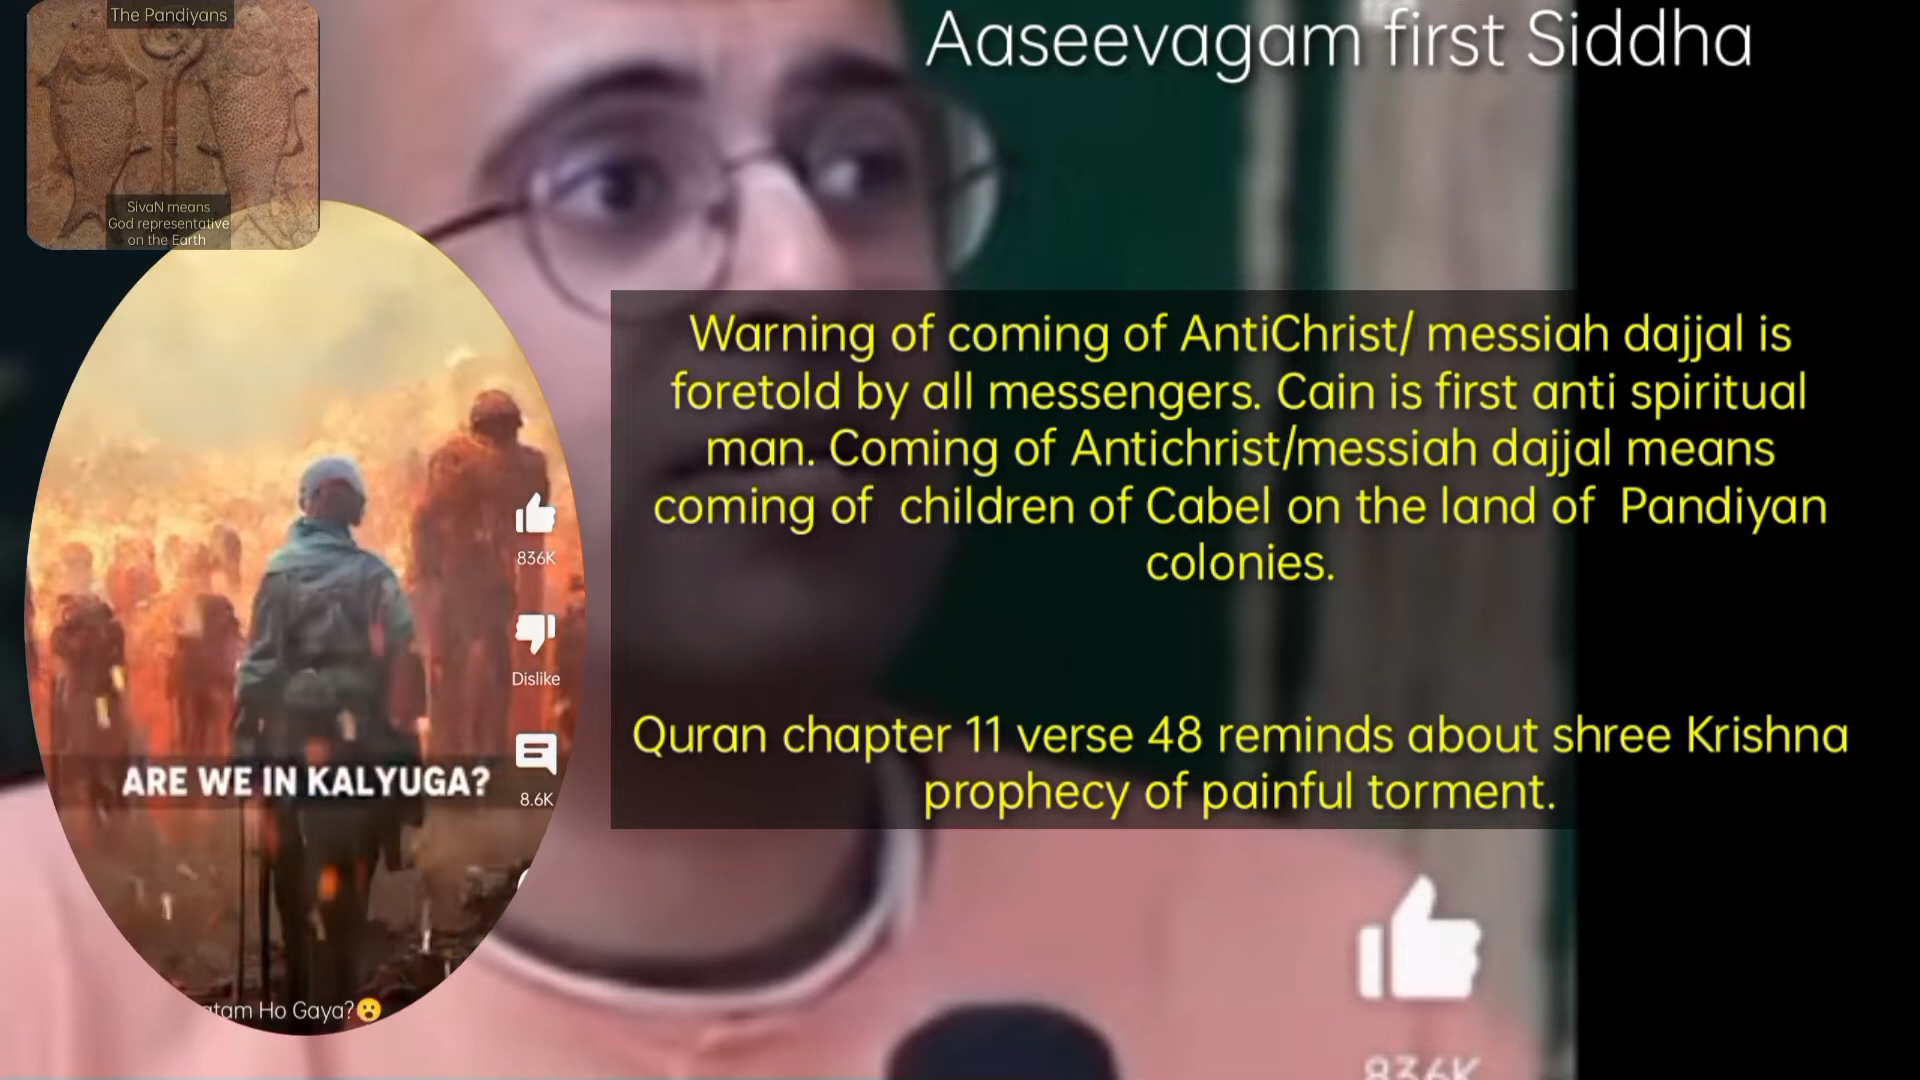 The Pandiyans
SivaN means
God representative
on the Earth
Aaseevagam first Siddha
Warning of coming of AntiChrist/ messiah dajjal is
foretold by all messengers. Cain is first anti spiritual
man. Coming of Antichrist/messiah dajjal means
coming of children of Cabel on the land of Pandiyan
colonies.
Quran chapter 11 verse 48 reminds about shree Krishna
prophecy of painful torment.
836K
Dislike
ARE WE IN KALYUGA?
8.6K
Ho Gaya?😮
836K